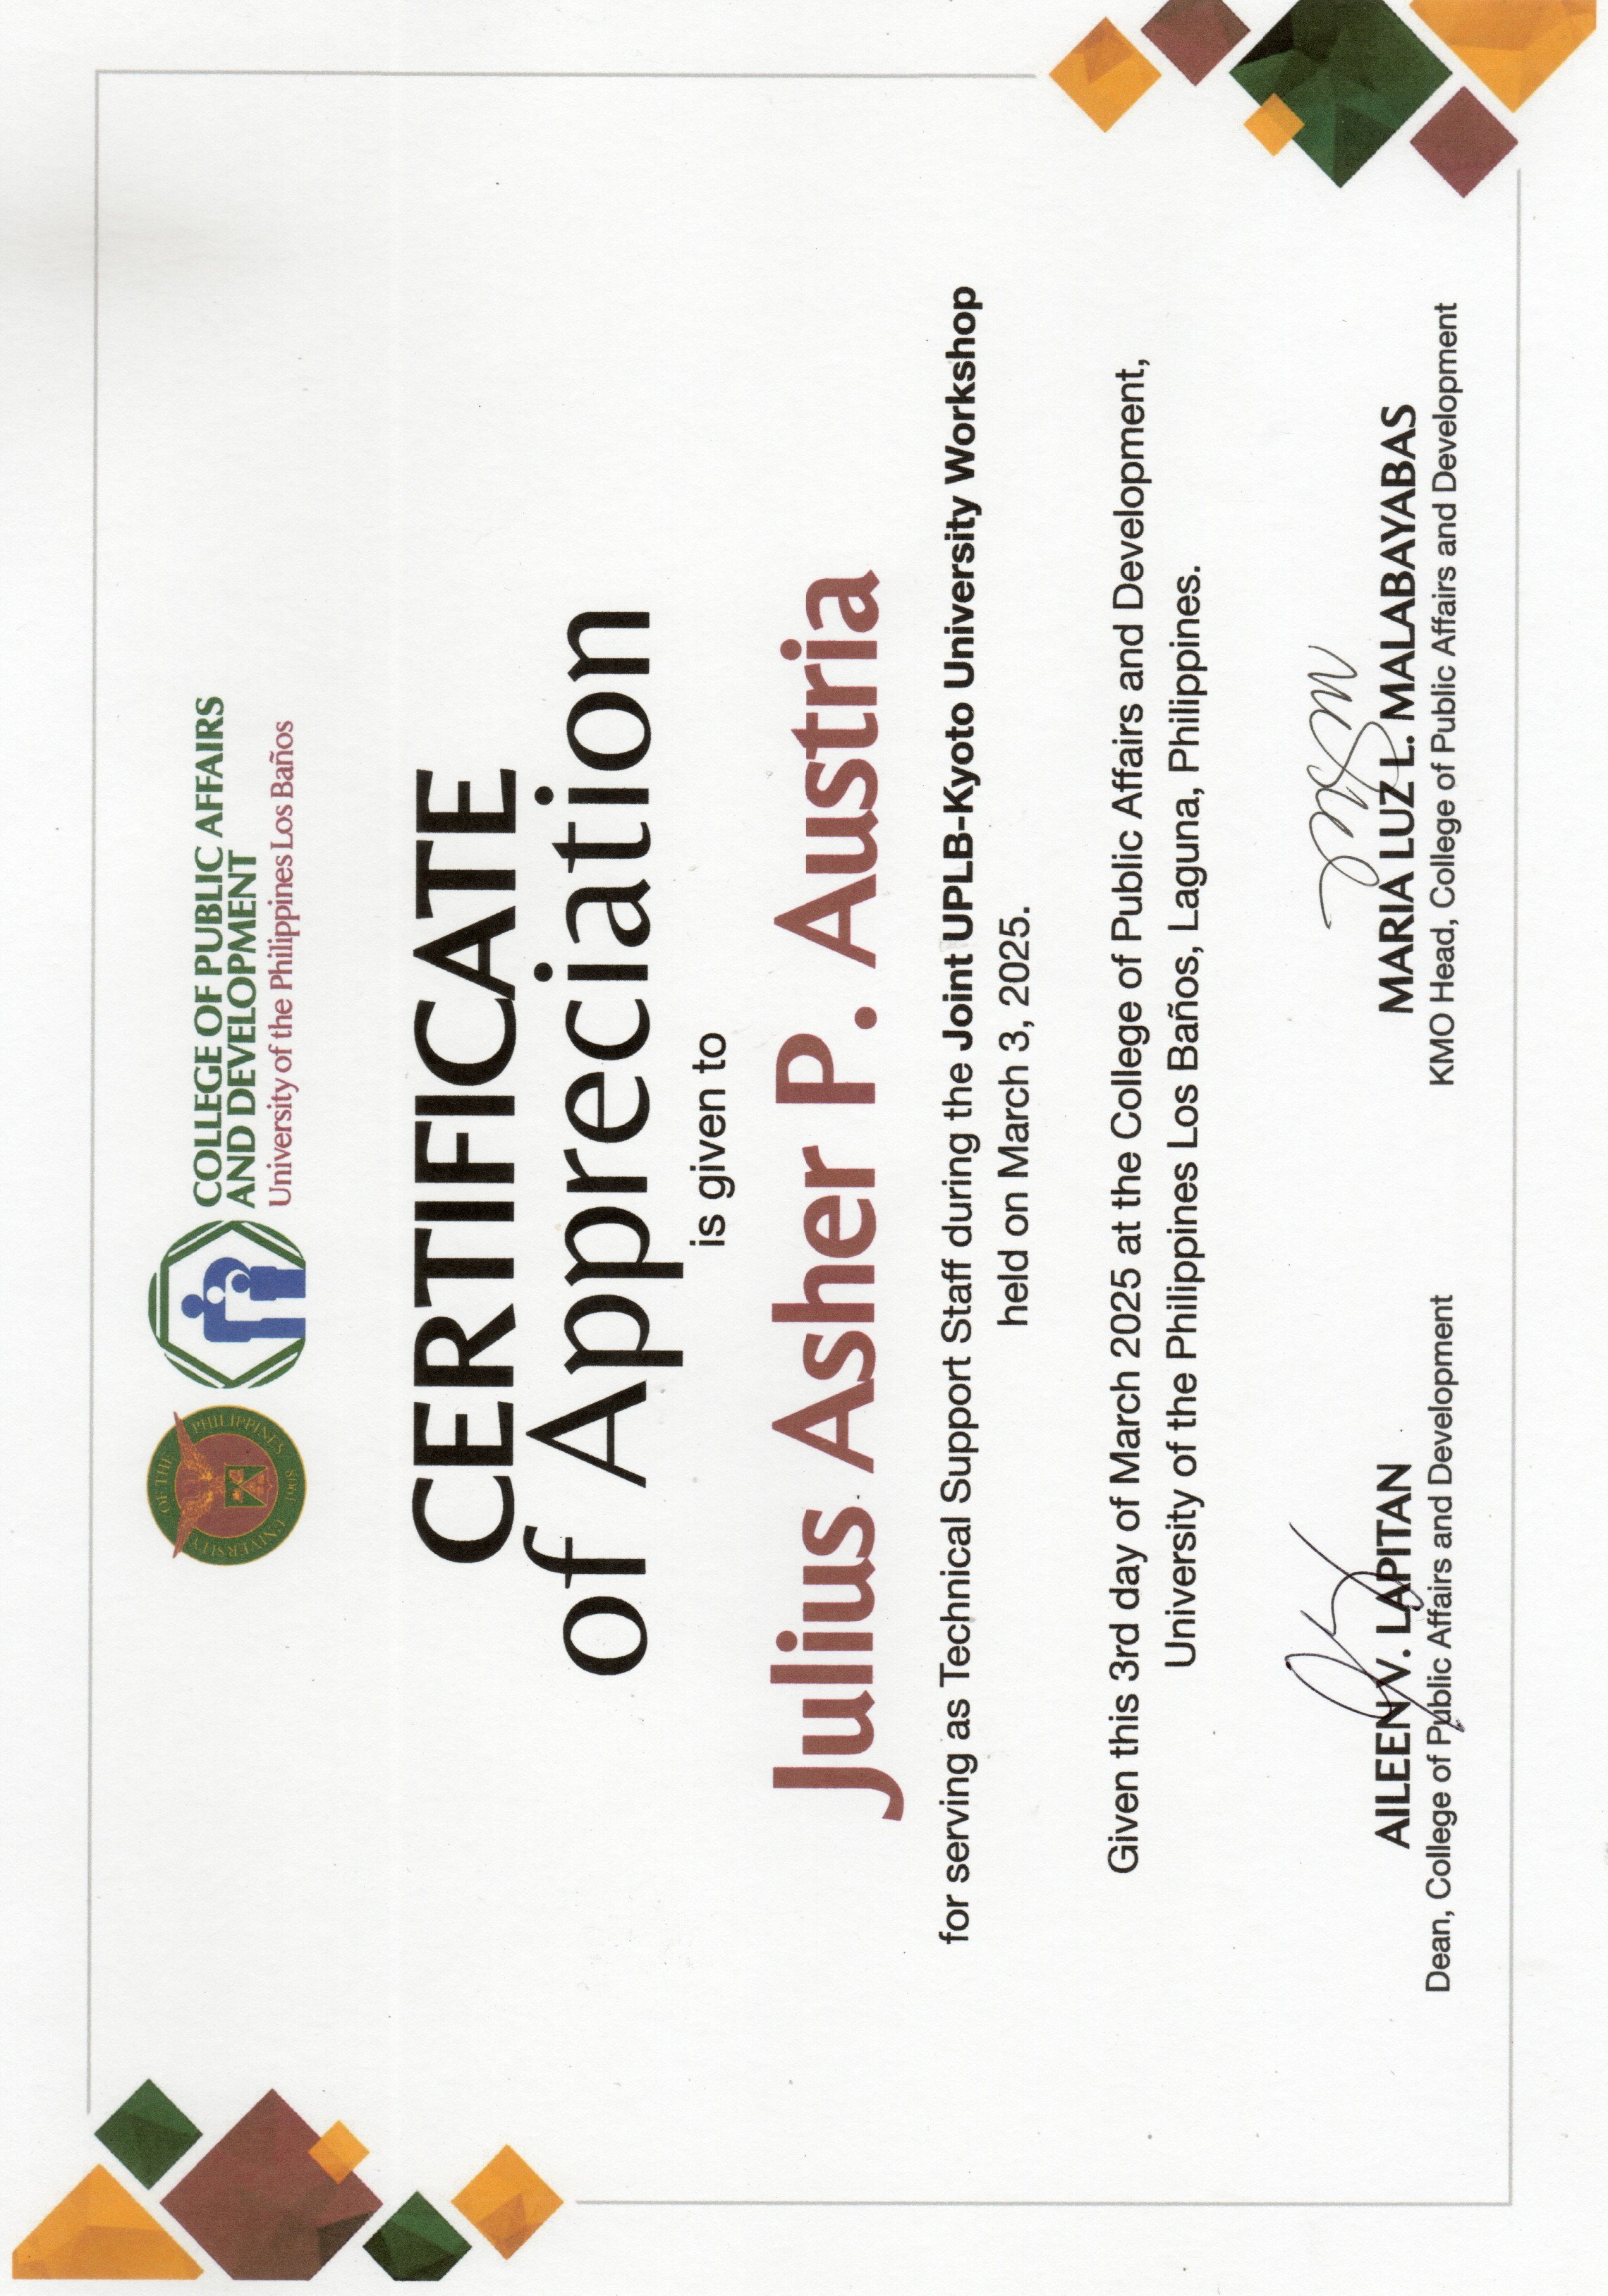 UNIVERSITY OF THE PHILIPPINES
1908
COLLEGE OF PUBLIC AFFAIRS
AND DEVELOPMENT
University of the Philippines Los Baños
CERTIFICATE
of Appreciation
is given to
Julius Asher P. Austria
for serving as Technical Support Staff during the Joint UPLB-Kyoto University Workshop
held on March 3, 2025.
Given this 3rd day of March 2025 at the College of Public Affairs and Development,
University of the Philippines Los Baños, Laguna, Philippines.
AILEEN V. LAPITAN
Dean, College of Public Affairs and Development
MARIA LUZ L. MALABAYABAS
KMO Head, College of Public Affairs and Development